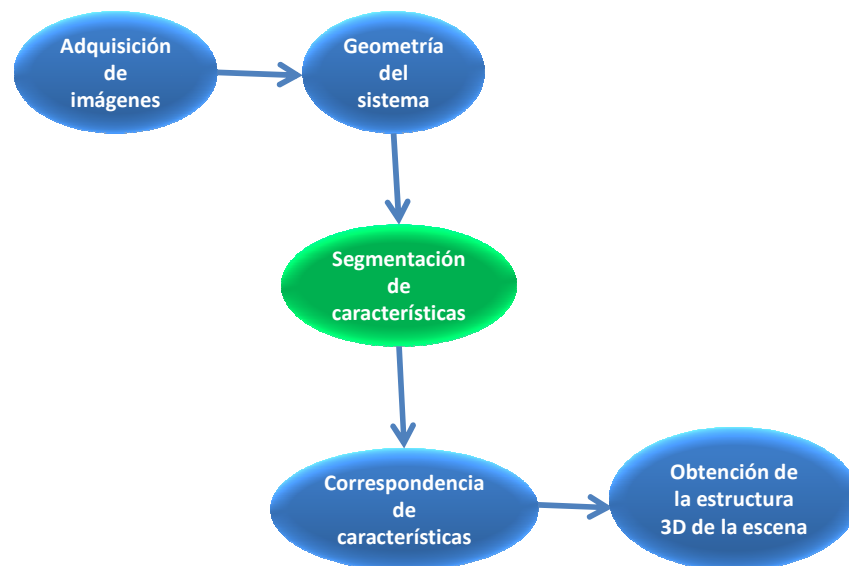 Adquisición
de
imágenes
Geometría
del
sistema
Segmentación
de
características
Correspondencia
de
características
Obtención de
la estructura
3D de la escena